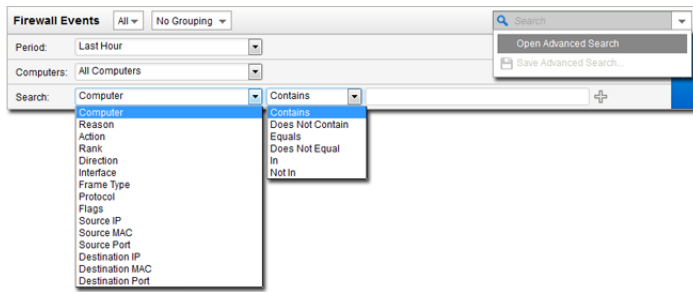 Firewall Events All No Grouping Search
Open Advanced Search
Save Advanced Search...
Period: Last Hour
Computers: All Computers
Search: Computer Contains
Computer
Reason
Action
Rank
Direction
Interface
Frame Type
Protocol
Flags
Source IP
Source MAC
Source Port
Destination IP
Destination MAC
Destination Port
Contains
Does Not Contain
Equals
Does Not Equal
In
Not In